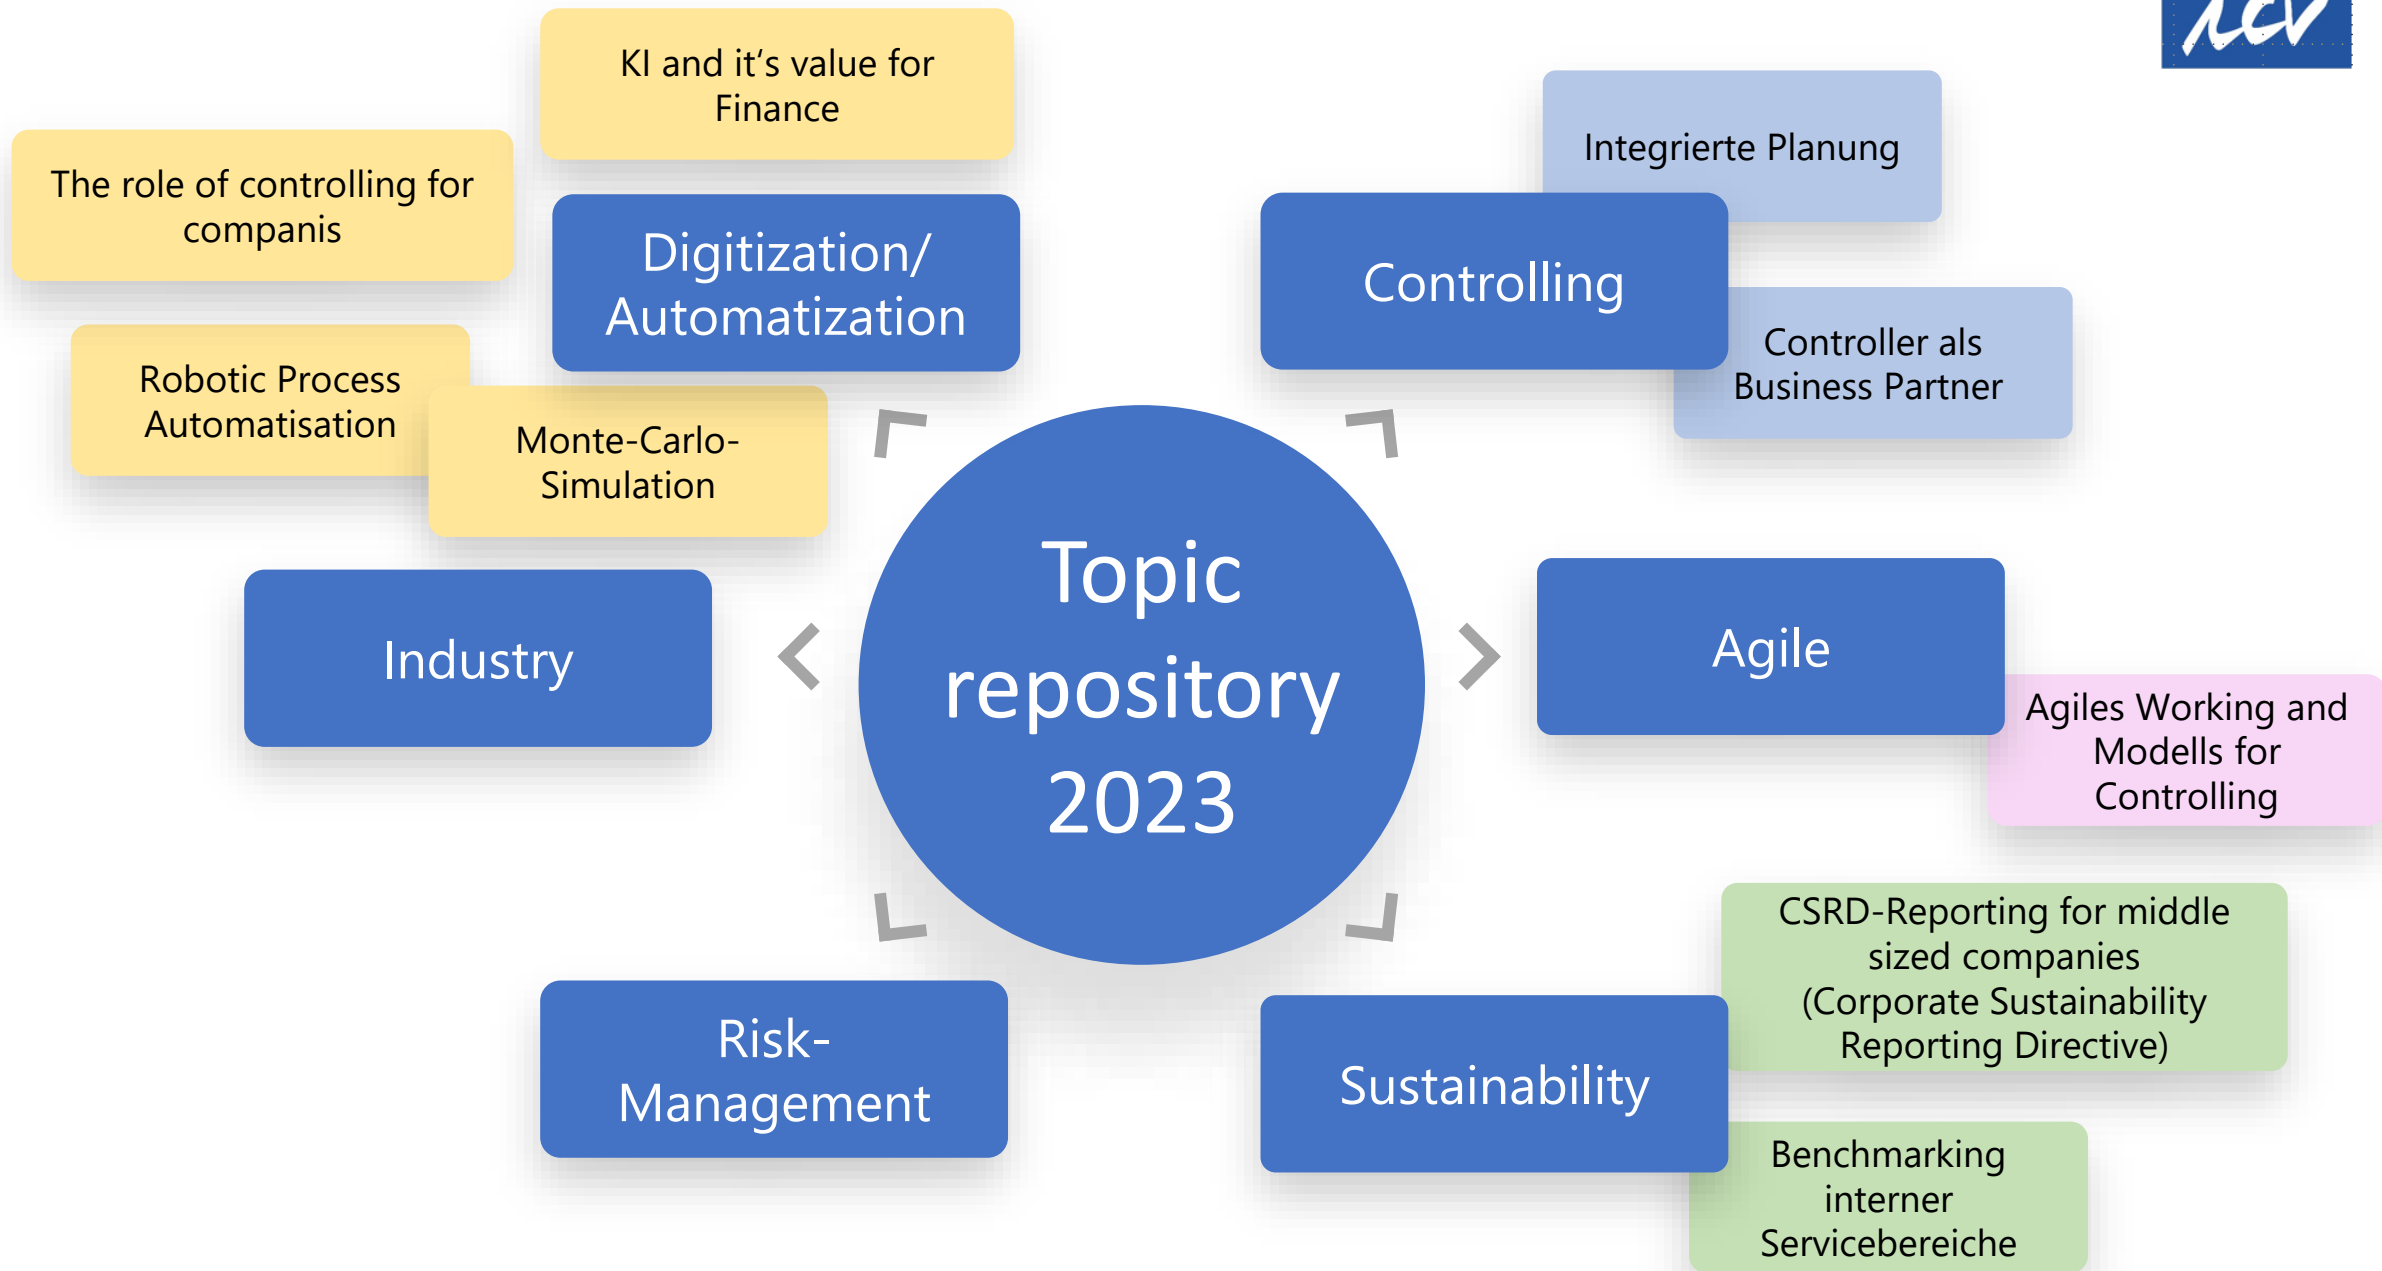 icv
KI and it‘s value for
Finance
The role of controlling for
companis
Digitization/
Automatization
Robotic Process
Automatisation
Monte-Carlo-
Simulation
Integrierte Planung
Controlling
Controller als
Business Partner
Topic
repository
2023
Industry
Agile
Agiles Working and
Modells for
Controlling
Risk-
Management
Sustainability
CSRD-Reporting for middle
sized companies
(Corporate Sustainability
Reporting Directive)
Benchmarking
interner
Servicebereiche